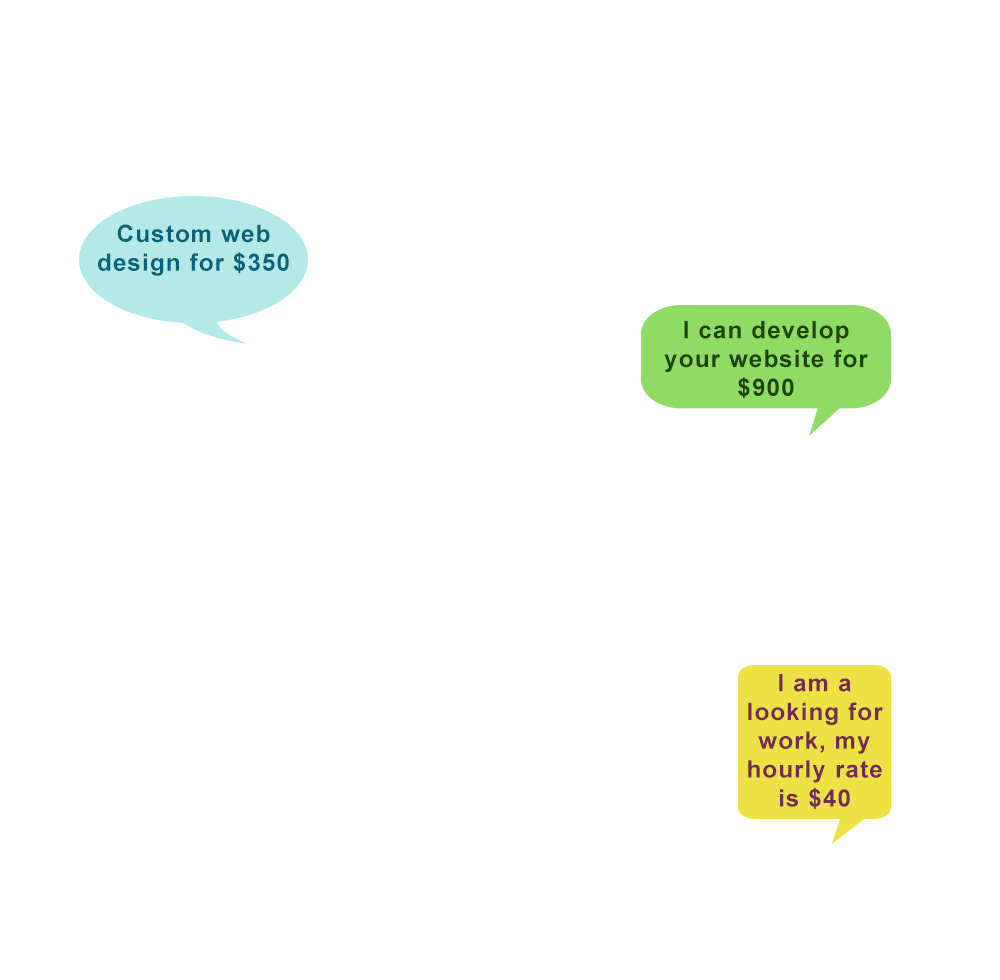 Custom web
design for $350
I can develop
your website for
$900
I am a
looking for
work, my
hourly rate
is $40